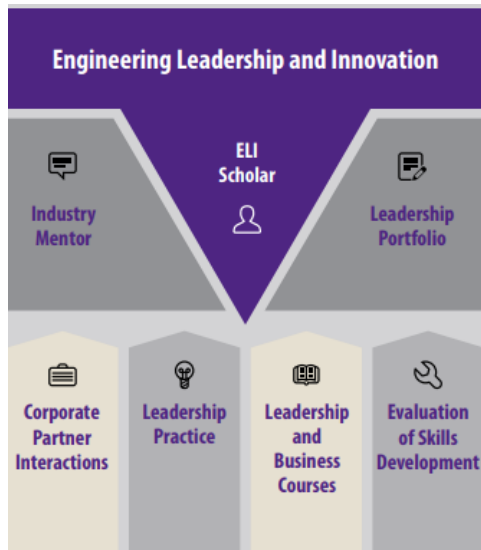 Engineering Leadership and Innovation
ELI
Scholar
Industry
Mentor
Leadership
Portfolio
Corporate
Partner
Interactions
Leadership
Practice
Leadership
and
Business
Courses
Evaluation
of Skills
Development